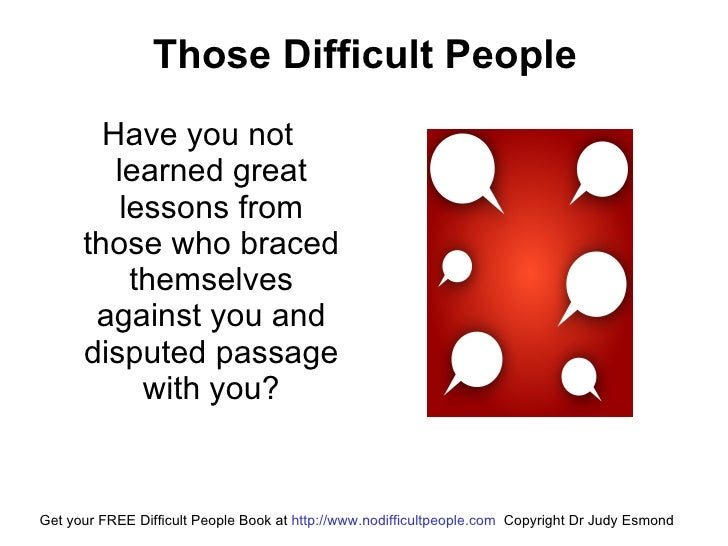 Those Difficult People
Have you not
learned great
lessons from
those who braced
themselves
against you and
disputed passage
with you?
Get your FREE Difficult People Book at http://www.nodifficultpeople.com Copyright Dr Judy Esmond